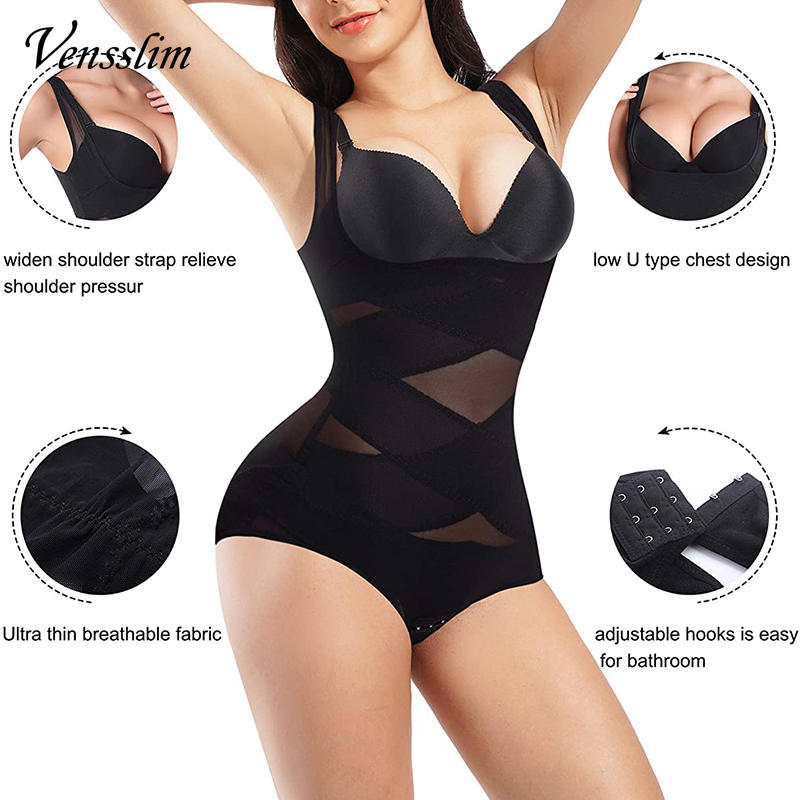 Vensslim
widen shoulder strap relieve
shoulder pressur
low U type chest design
Ultra thin breathable fabric
adjustable hooks is easy
for bathroom